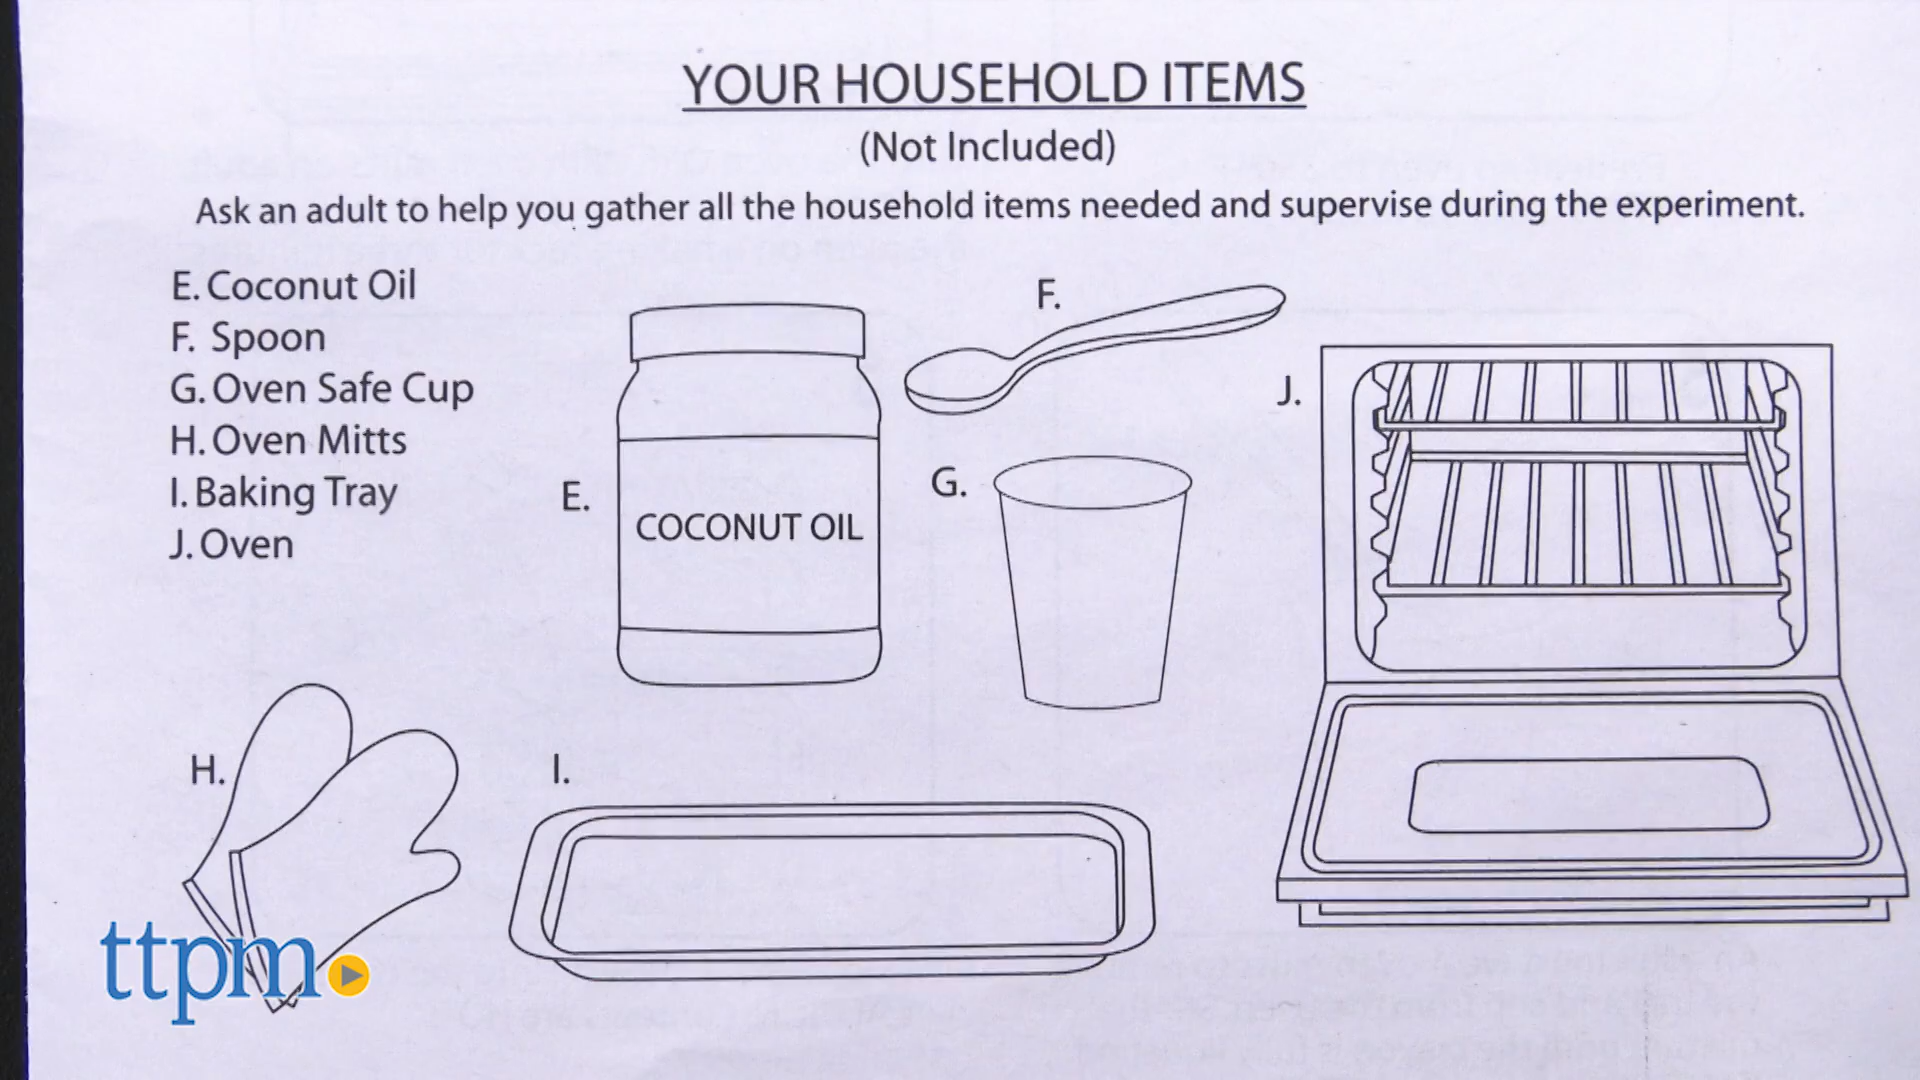 YOUR HOUSEHOLD ITEMS
(Not Included)
Ask an adult to help you gather all the household items needed and supervise during the experiment.
E. Coconut Oil
F. Spoon
G. Oven Safe Cup
H. Oven Mitts
I. Baking Tray
J. Oven
F.
J.
G.
E.
COCONUT OIL
H.
I.
ttpm